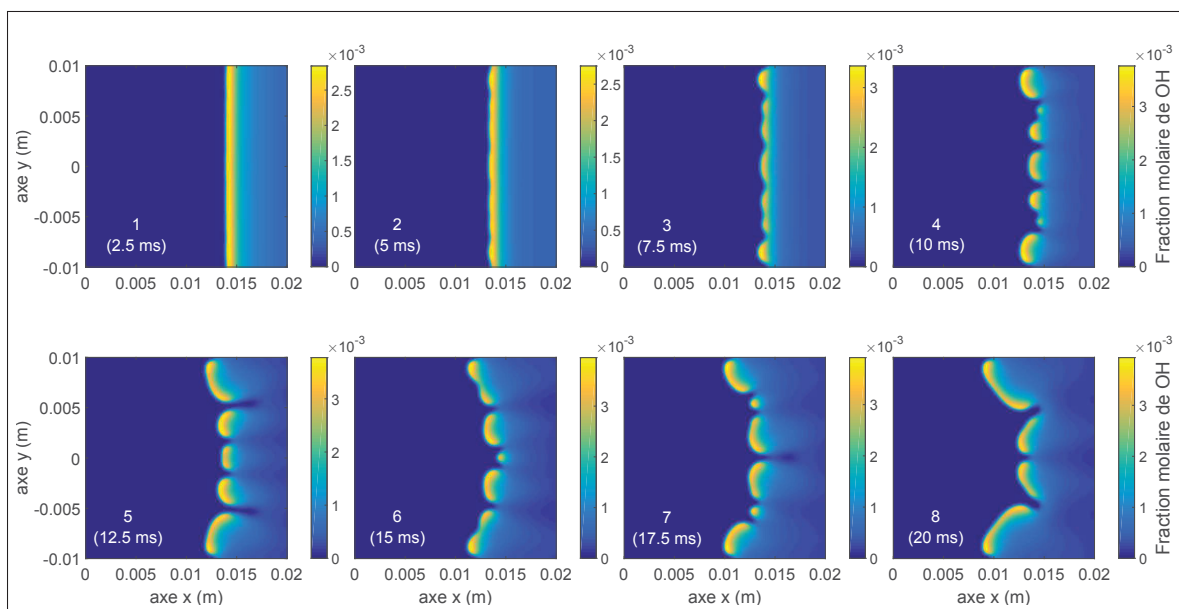 ×10⁻³ ×10⁻³ ×10⁻³ ×10⁻³
axe y (m)
0.01
0.005
0
-0.005
-0.01
1
(2.5 ms)
0 0.005 0.01 0.015 0.02
2.5
2
1.5
1
0.5
0
2
(5 ms)
0 0.005 0.01 0.015 0.02
2.5
2
1.5
1
0.5
0
3
(7.5 ms)
0 0.005 0.01 0.015 0.02
3
2
1
0
4
(10 ms)
0 0.005 0.01 0.015 0.02
3
2
1
0
Fraction molaire de OH
×10⁻³ ×10⁻³ ×10⁻³ ×10⁻³
axe y (m)
0.01
0.005
0
-0.005
-0.01
5
(12.5 ms)
0 0.005 0.01 0.015 0.02
axe x (m)
3
2
1
0
6
(15 ms)
0 0.005 0.01 0.015 0.02
axe x (m)
3
2
1
0
7
(17.5 ms)
0 0.005 0.01 0.015 0.02
axe x (m)
3
2
1
0
8
(20 ms)
0 0.005 0.01 0.015 0.02
axe x (m)
3
2
1
0
Fraction molaire de OH